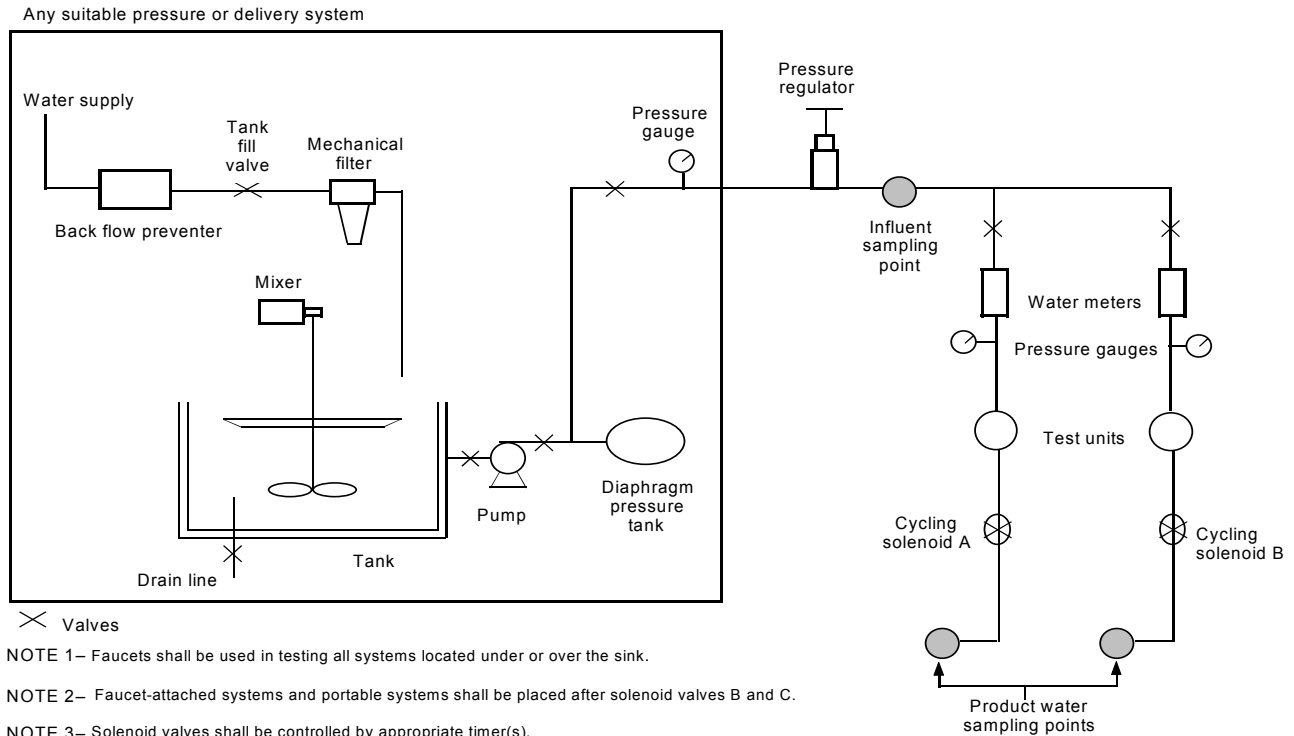 Any suitable pressure or delivery system
Water supply
Tank
fill
valve
Mechanical
filter
Back flow preventer
Mixer
Pressure
gauge
Pressure
regulator
Influent
sampling
point
Water meters
Pressure gauges
Test units
Cycling
solenoid A
Cycling
solenoid B
Pump
Diaphragm
pressure
tank
Tank
Drain line
Valves
Product water
sampling points
NOTE 1– Faucets shall be used in testing all systems located under or over the sink.
NOTE 2– Faucet-attached systems and portable systems shall be placed after solenoid valves B and C.
NOTE 3– Solenoid valves shall be controlled by appropriate timer(s).